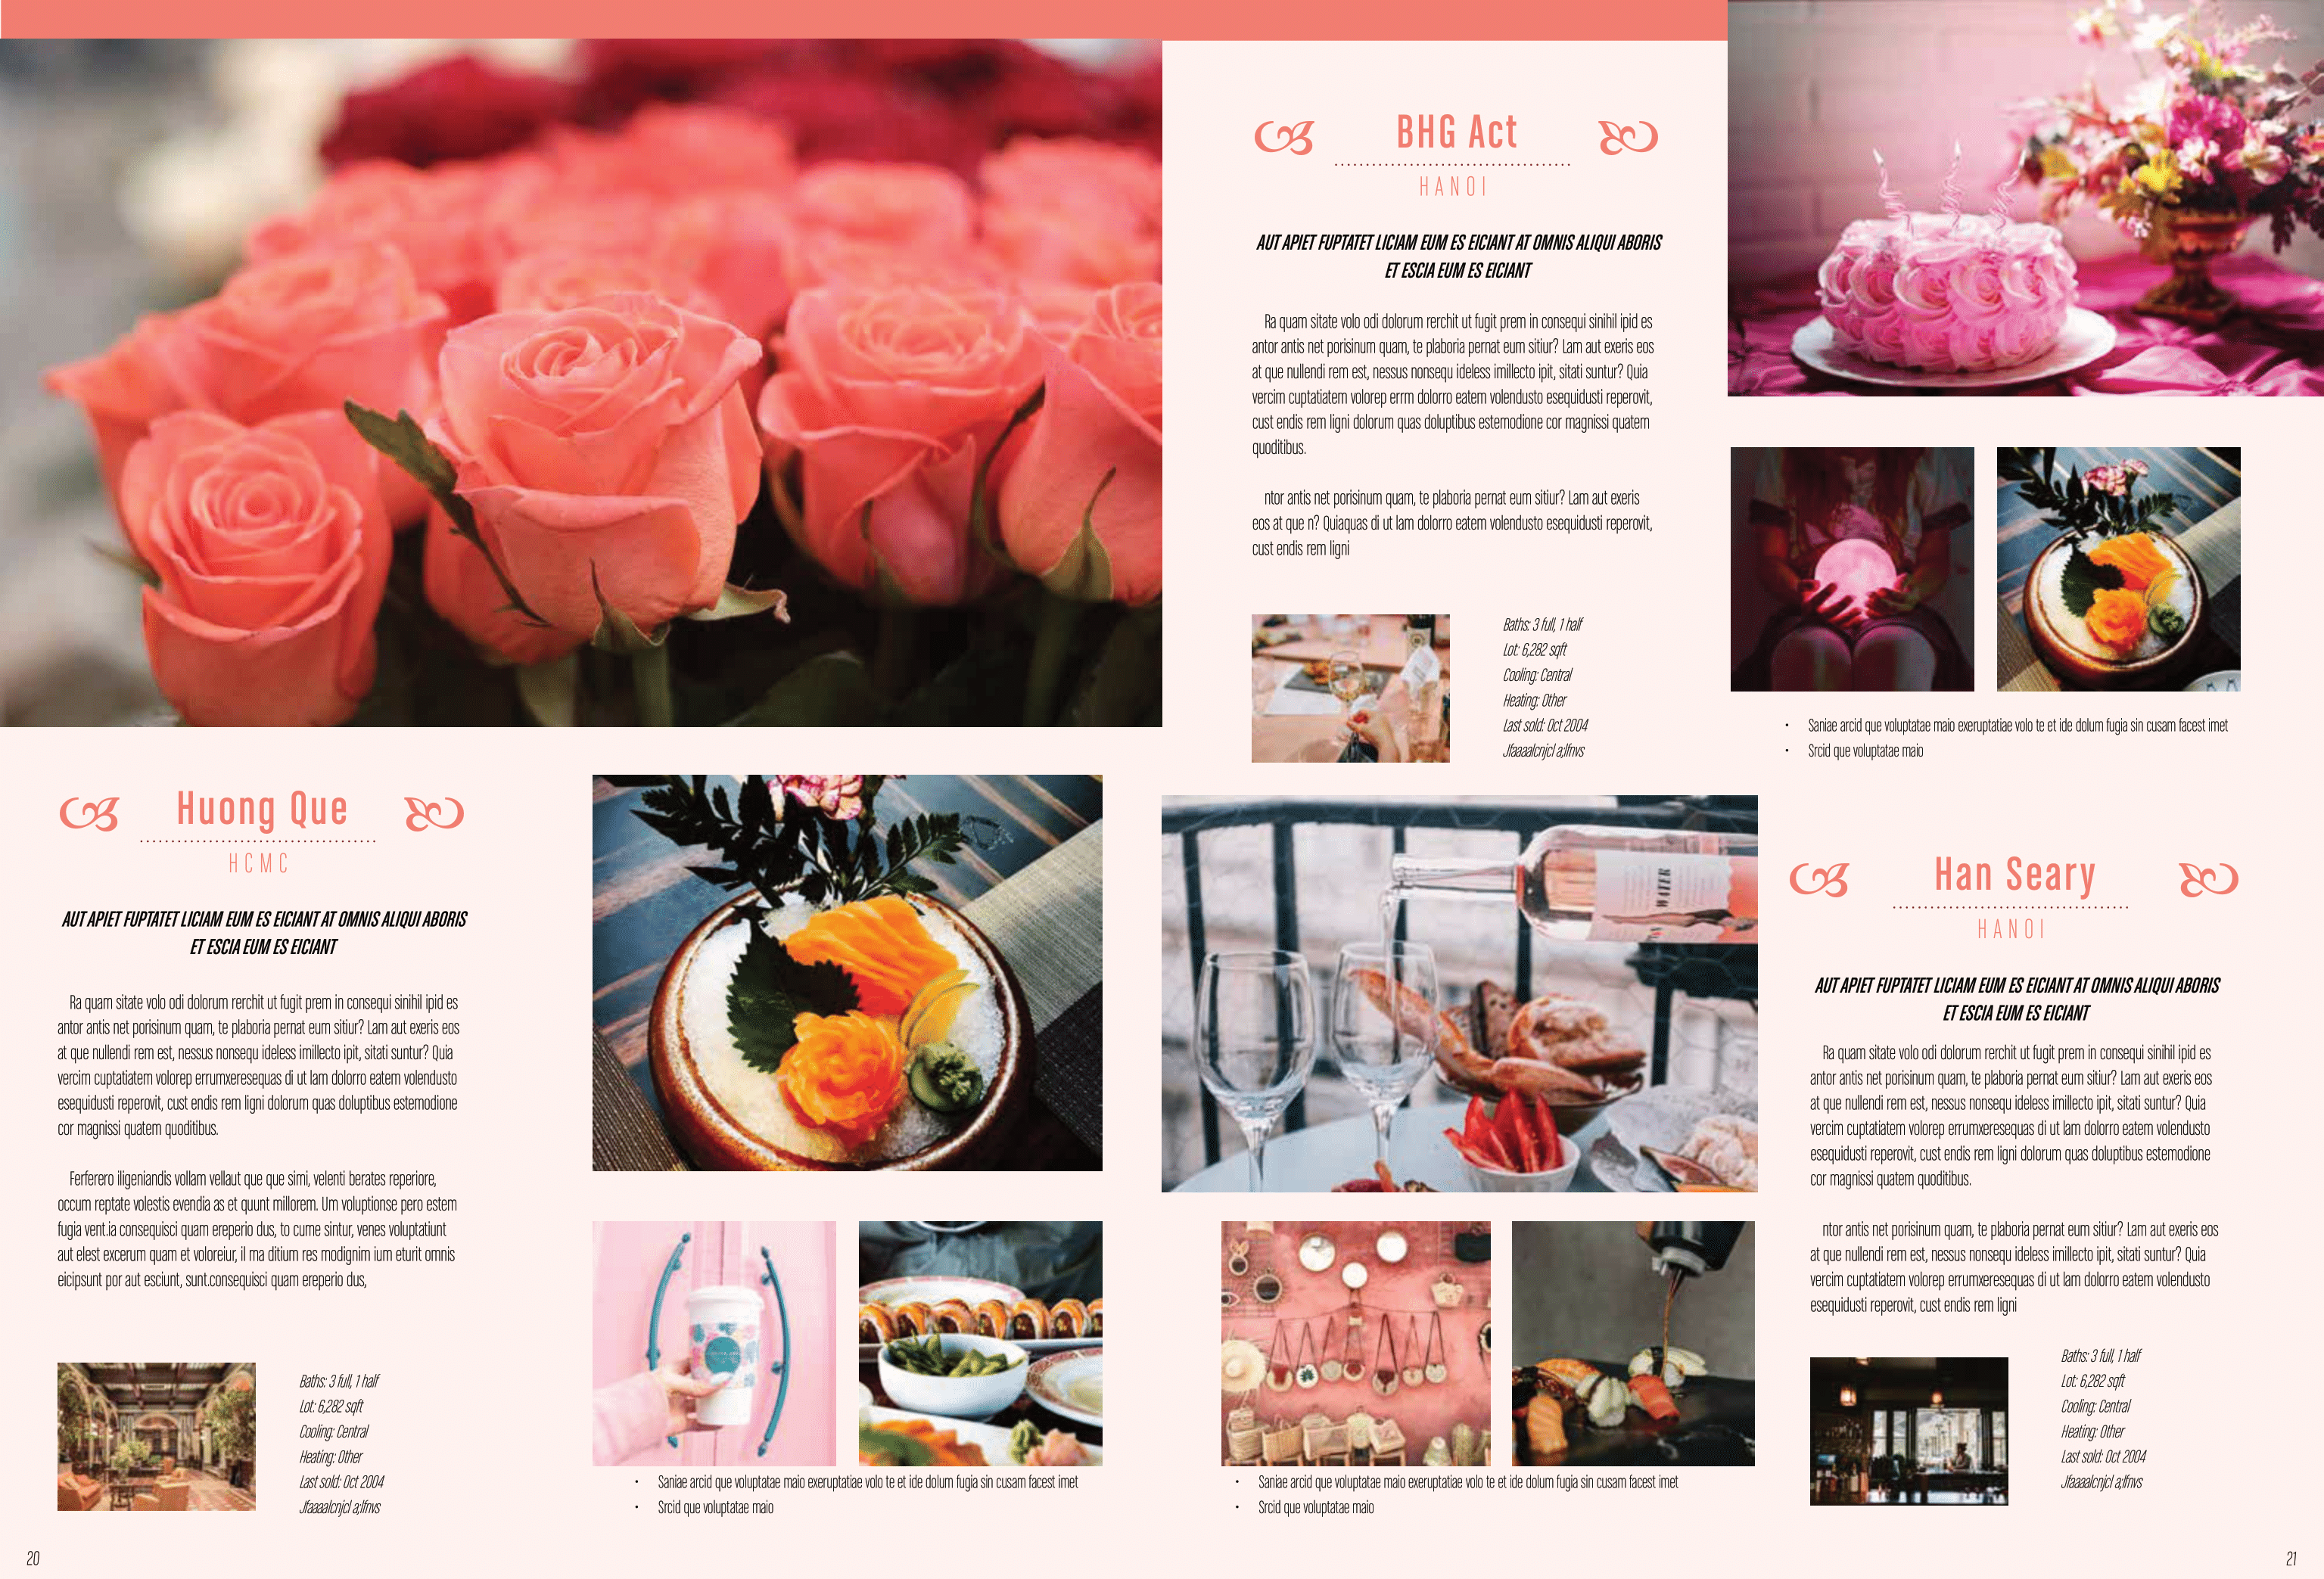 BHG Act
HANOI
AUT APIET FUPTATET LICIAM EUM ES EICIANT AT OMNIS ALIQUI ABORIS
ET ESCIA EUM ES EICIANT
Ra quam sitate volo odi dolorum rerchit ut fugit prem in consequi sinihil ipid es
antor antis net porisinum quam, te plaboria pernat eum sitiur? Lam aut exeris eos
at que nullendi rem est, nessus nonsequ ideless imillecto ipit, sitati suntur? Quia
vercim cuptatiatem volorep errm dolorro eatem volendusto esequidusti reperovit,
cust endis rem ligni dolorum quas doluptibus estemodione cor magnissi quatem
quoditibus.
ntor antis net porisinum quam, te plaboria pernat eum sitiur? Lam aut exeris
eos at que n? Quiaquas di ut lam dolorro eatem volendusto esequidusti reperovit,
cust endis rem ligni
Baths: 3 full, 1 half
Lot: 6,282 sqft
Cooling: Central
Heating: Other
Last sold: Oct 2004
Jfaaaalcnjcl a;lfnvs
• Saniae arcid que voluptatae maio exeruptatiae volo te et ide dolum fugia sin cusam facest imet
• Srcid que voluptatae maio
Huong Que
HCMC
AUT APIET FUPTATET LICIAM EUM ES EICIANT AT OMNIS ALIQUI ABORIS
ET ESCIA EUM ES EICIANT
Ra quam sitate volo odi dolorum rerchit ut fugit prem in consequi sinihil ipid es
antor antis net porisinum quam, te plaboria pernat eum sitiur? Lam aut exeris eos
at que nullendi rem est, nessus nonsequ ideless imillecto ipit, sitati suntur? Quia
vercim cuptatiatem volorep errumxeresequas di ut lam dolorro eatem volendusto
esequidusti reperovit, cust endis rem ligni dolorum quas doluptibus estemodione
cor magnissi quatem quoditibus.
Ferferero iligeniandis vollam vellaut que que simi, velenti berates reperiore,
occum reptate volestis evendia as et quunt millorem. Um voluptionse pero estem
fugia vent.ia consequisci quam ereperio dus, to cume sintur, venes voluptatiunt
aut elest excerum quam et voloreiur, il ma ditium res modignim ium eturit omnis
eicipsunt por aut esciunt, sunt.consequisci quam ereperio dus,
Baths: 3 full, 1 half
Lot: 6,282 sqft
Cooling: Central
Heating: Other
Last sold: Oct 2004
Jfaaaalcnjcl a;lfnvs
• Saniae arcid que voluptatae maio exeruptatiae volo te et ide dolum fugia sin cusam facest imet
• Srcid que voluptatae maio
WATER
• Saniae arcid que voluptatae maio exeruptatiae volo te et ide dolum fugia sin cusam facest imet
• Srcid que voluptatae maio
Han Seary
HANOI
AUT APIET FUPTATET LICIAM EUM ES EICIANT AT OMNIS ALIQUI ABORIS
ET ESCIA EUM ES EICIANT
Ra quam sitate volo odi dolorum rerchit ut fugit prem in consequi sinihil ipid es
antor antis net porisinum quam, te plaboria pernat eum sitiur? Lam aut exeris eos
at que nullendi rem est, nessus nonsequ ideless imillecto ipit, sitati suntur? Quia
vercim cuptatiatem volorep errumxeresequas di ut lam dolorro eatem volendusto
esequidusti reperovit, cust endis rem ligni dolorum quas doluptibus estemodione
cor magnissi quatem quoditibus.
ntor antis net porisinum quam, te plaboria pernat eum sitiur? Lam aut exeris eos
at que nullendi rem est, nessus nonsequ ideless imillecto ipit, sitati suntur? Quia
vercim cuptatiatem volorep errumxeresequas di ut lam dolorro eatem volendusto
esequidusti reperovit, cust endis rem ligni
Baths: 3 full, 1 half
Lot: 6,282 sqft
Cooling: Central
Heating: Other
Last sold: Oct 2004
Jfaaaalcnjcl a;lfnvs
20
21